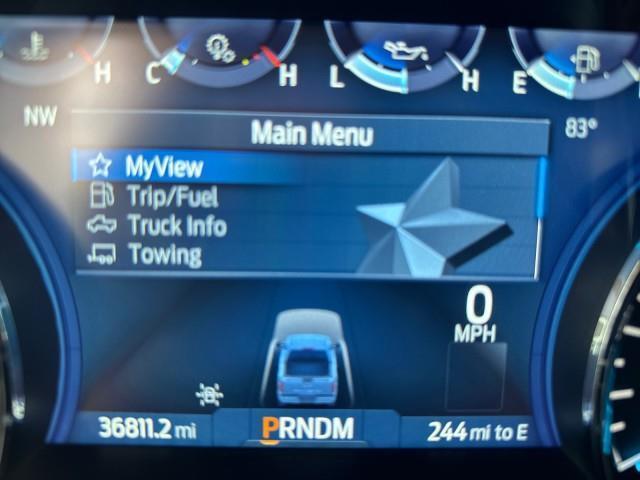 H C H L H E
NW
83°
Main Menu
MyView
Trip/Fuel
Truck Info
Towing
0
MPH
36811.2 mi
PRNDM
244 mi to E